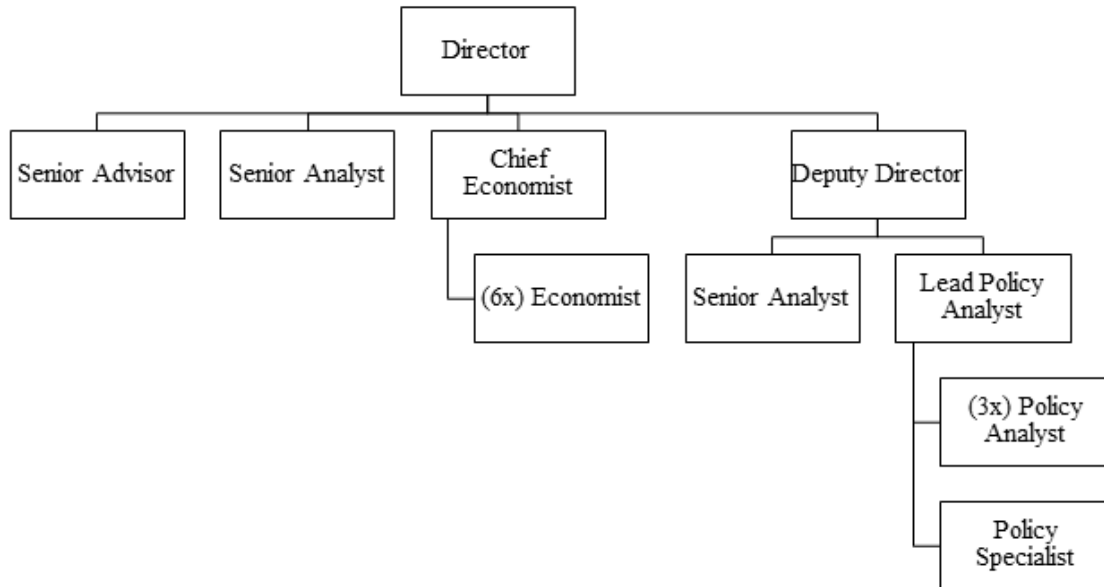 Director
Senior Advisor
Senior Analyst
Chief
Economist
Deputy Director
(6x) Economist
Senior Analyst
Lead Policy
Analyst
(3x) Policy
Analyst
Policy
Specialist